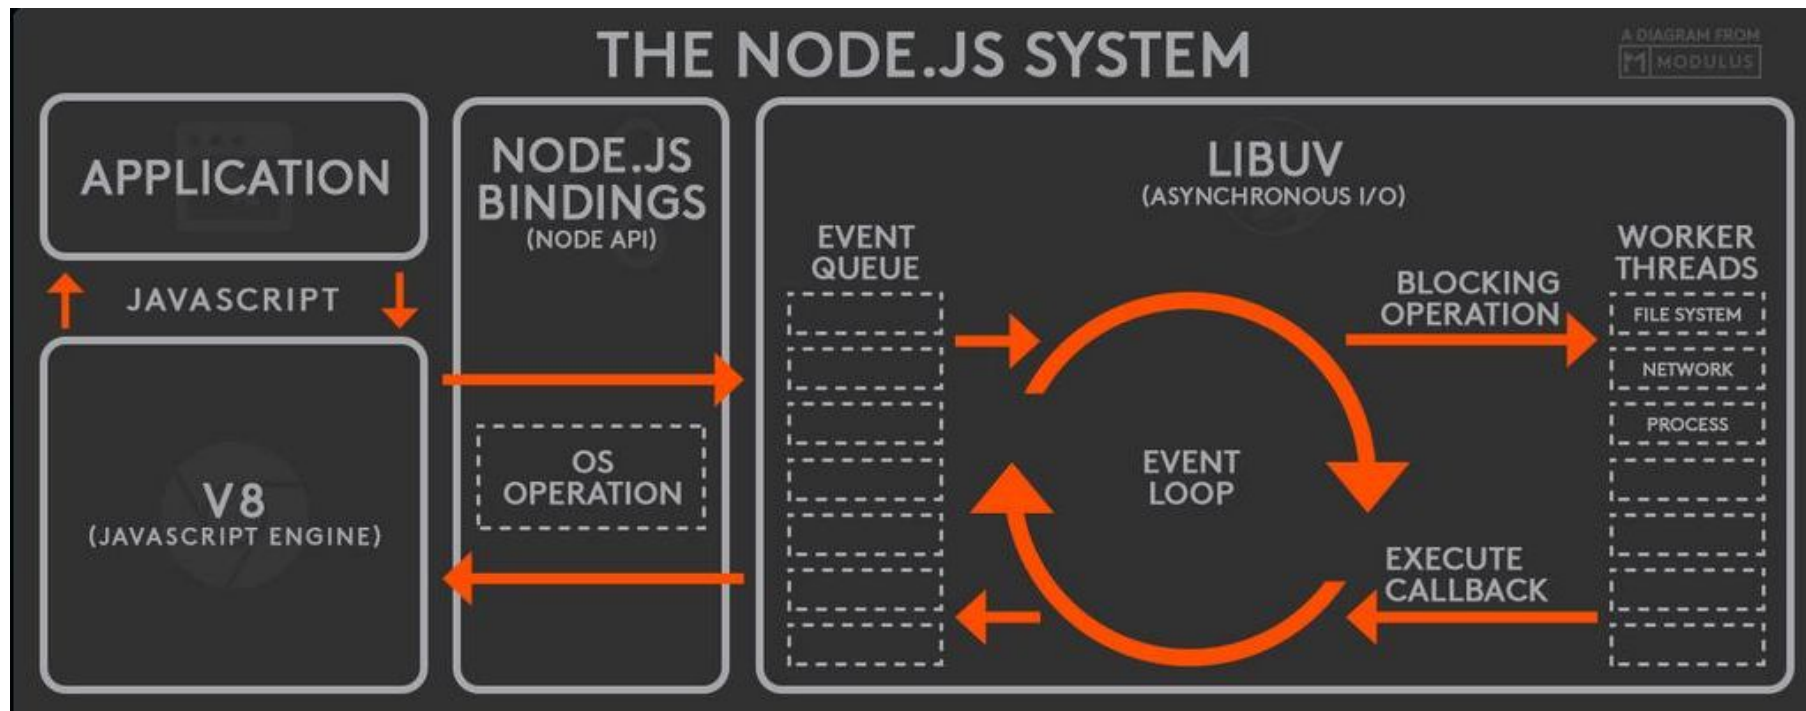 THE NODE.JS SYSTEM
A DIAGRAM FROM
MODULUS
APPLICATION
JAVASCRIPT
V8
(JAVASCRIPT ENGINE)
NODE.JS
BINDINGS
(NODE API)
OS
OPERATION
LIBUV
(ASYNCHRONOUS I/O)
EVENT
QUEUE
EVENT
LOOP
BLOCKING
OPERATION
EXECUTE
CALLBACK
WORKER
THREADS
FILE SYSTEM
NETWORK
PROCESS